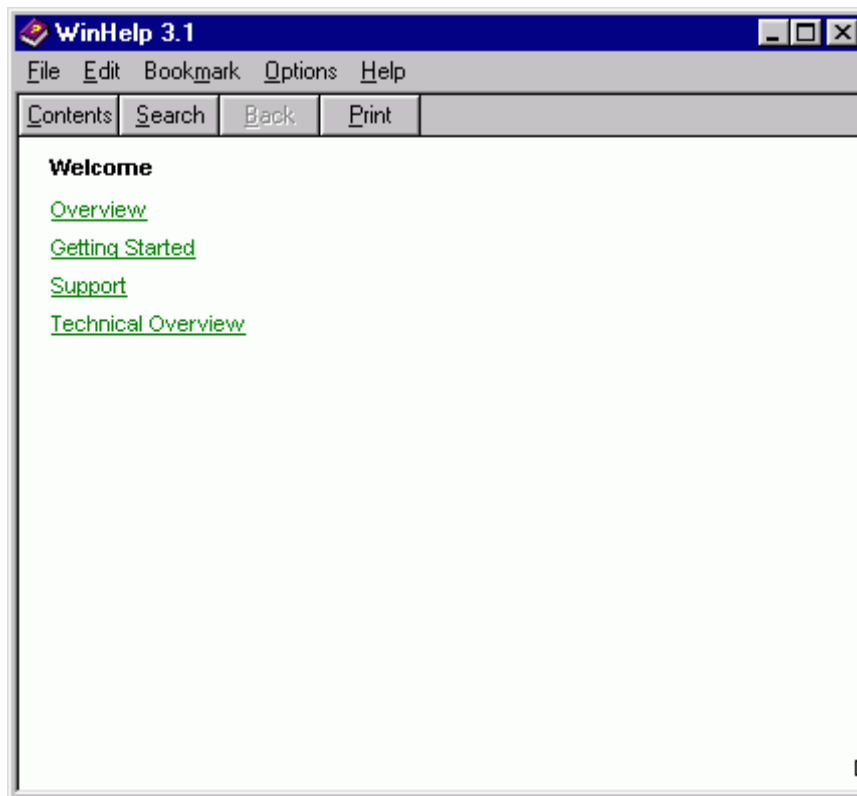 WinHelp 3.1
File Edit Bookmark Options Help
Contents Search Back Print
Welcome
Overview
Getting Started
Support
Technical Overview